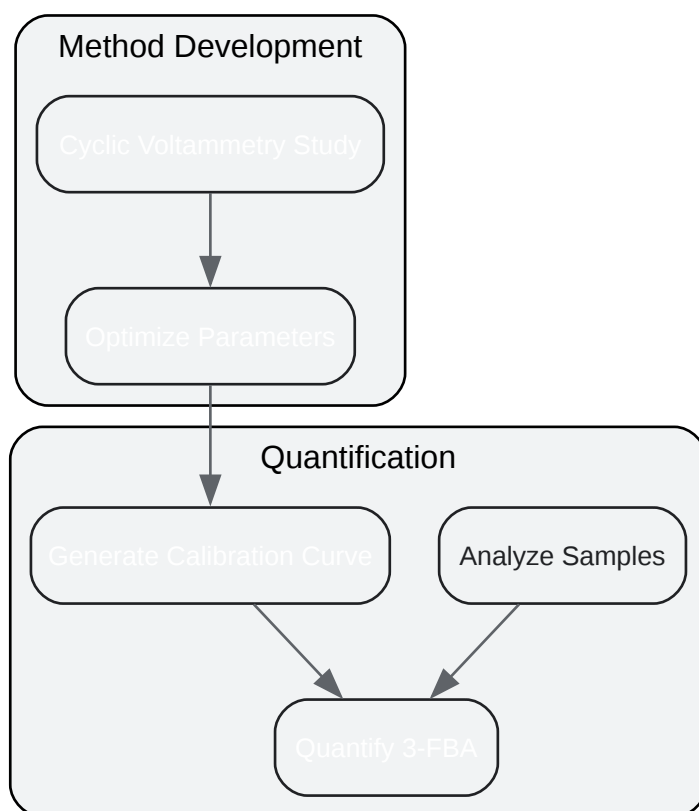 Method Development
Cyclic Voltammetry Study
Optimize Parameters
Quantification
Generate Calibration Curve
Analyze Samples
Quantify 3-FBA